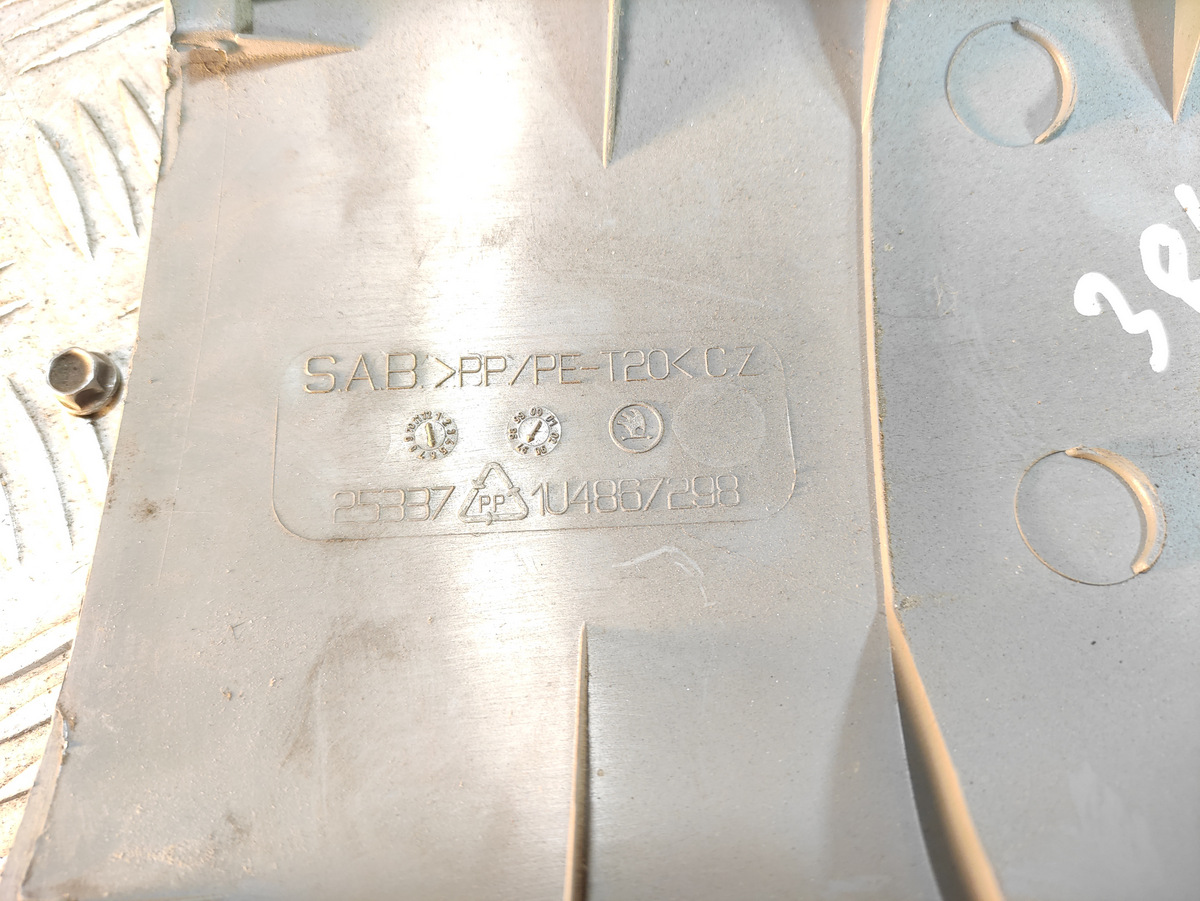 S.A.B. >PP/PE-T20< CZ
25337 PP 1U4867298